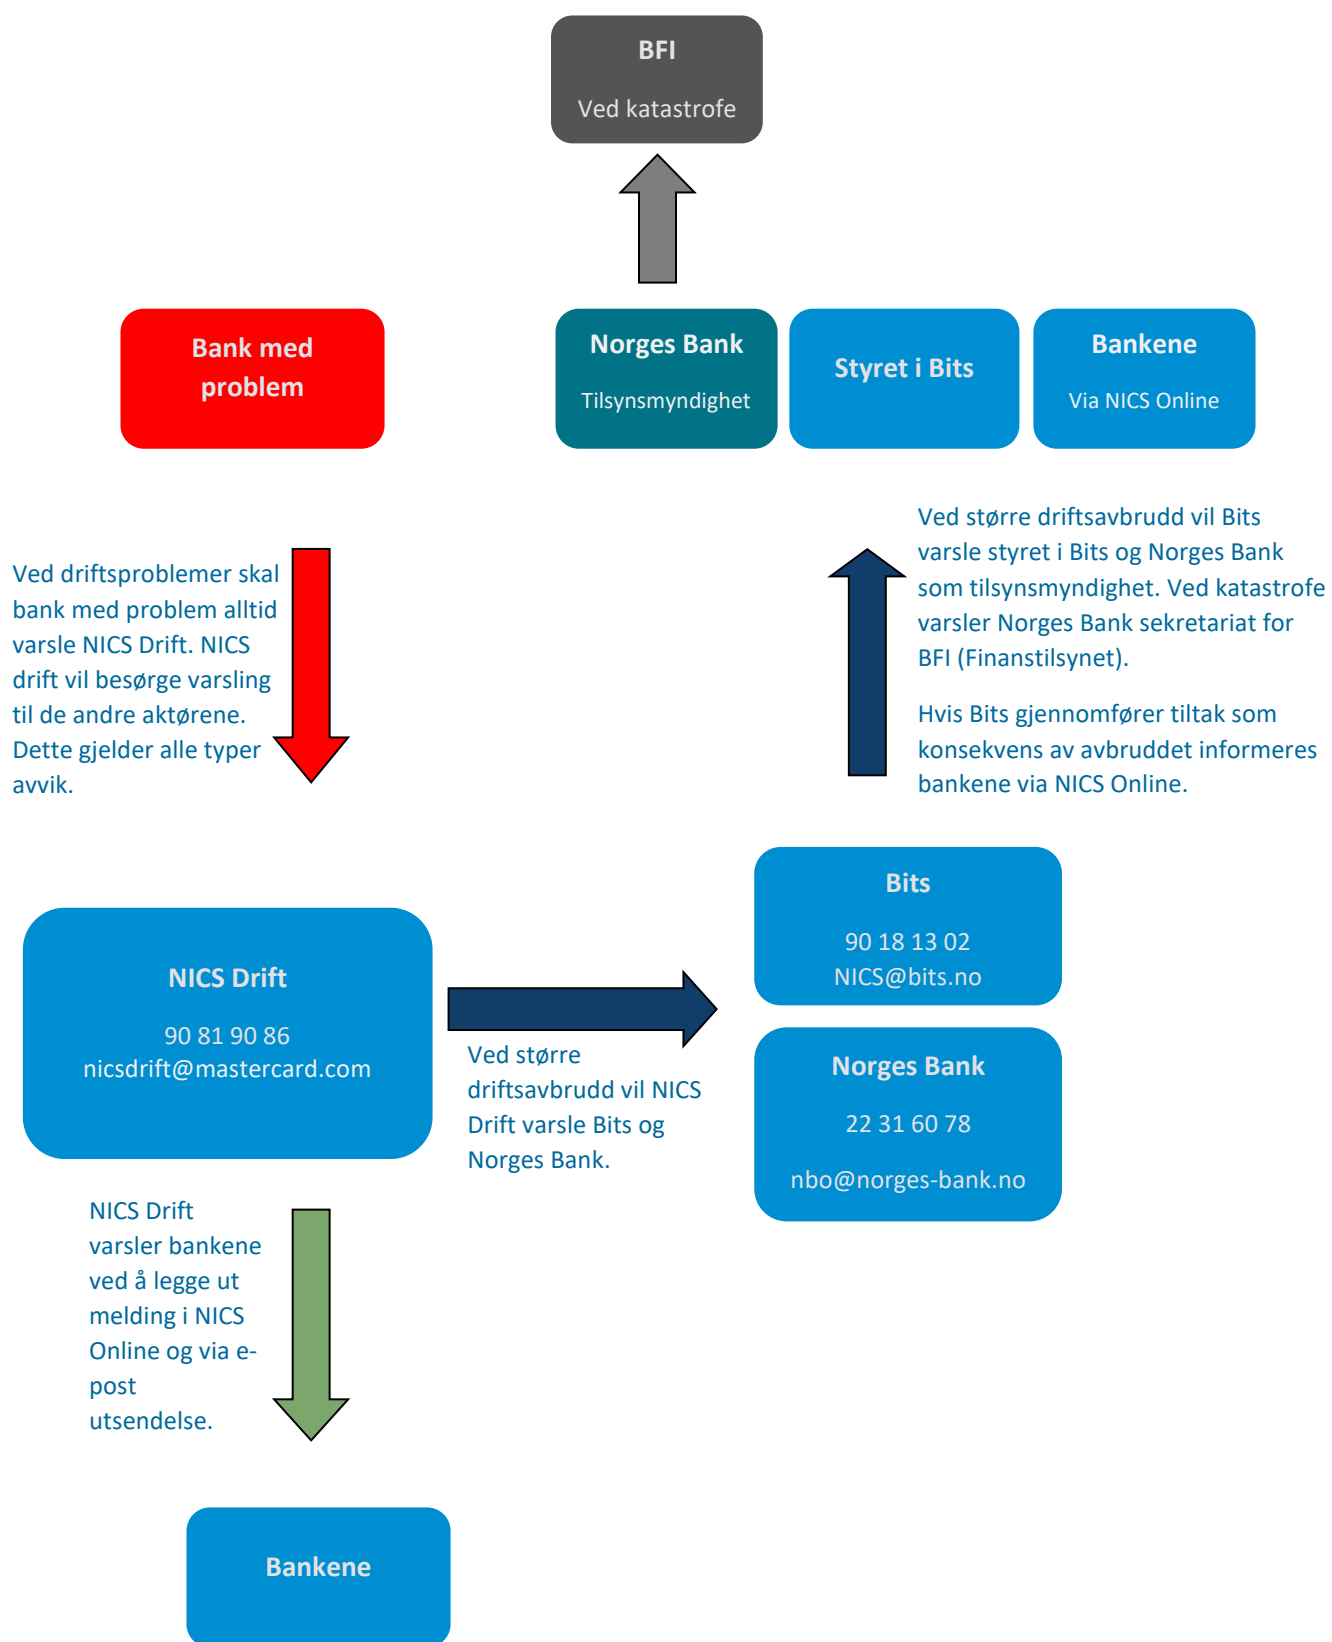 BFI
Ved katastrofe
Bank med
problem
Norges Bank
Tilsynsmyndighet
Styret i Bits
Bankene
Via NICS Online
Ved driftsproblemer skal
bank med problem alltid
varsle NICS Drift. NICS
drift vil besørge varsling
til de andre aktørene.
Dette gjelder alle typer
avvik.
Ved større driftsavbrudd vil Bits
varsle styret i Bits og Norges Bank
som tilsynsmyndighet. Ved katastrofe
varsler Norges Bank sekretariat for
BFI (Finanstilsynet).
Hvis Bits gjennomfører tiltak som
konsekvens av avbruddet informeres
bankene via NICS Online.
NICS Drift
90 81 90 86
nicsdrift@mastercard.com
Ved større
driftsavbrudd vil NICS
Drift varsle Bits og
Norges Bank.
Bits
90 18 13 02
NICS@bits.no
Norges Bank
22 31 60 78
nbo@norges-bank.no
NICS Drift
varsler bankene
ved å legge ut
melding i NICS
Online og via e-
post
utsendelse.
Bankene